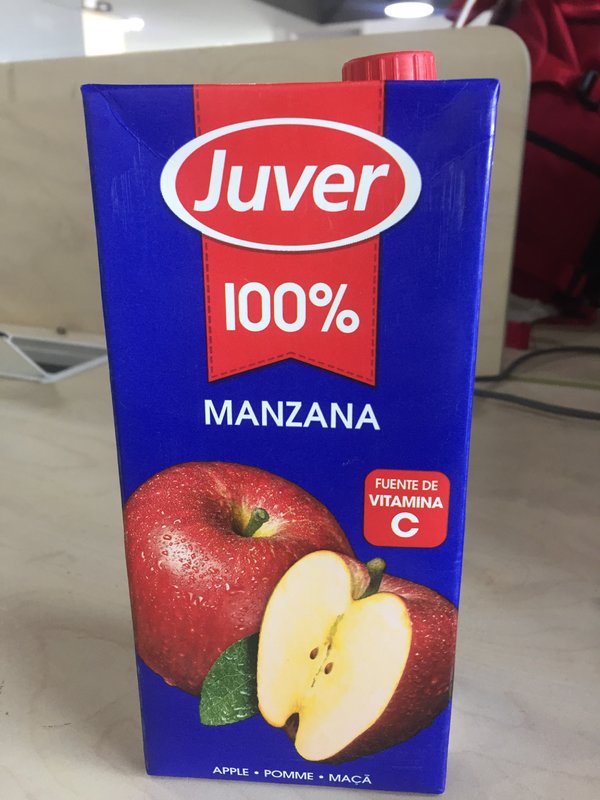 Juver
100%
MANZANA
FUENTE DE
VITAMINA
C
APPLE • POMME • MAÇÃ